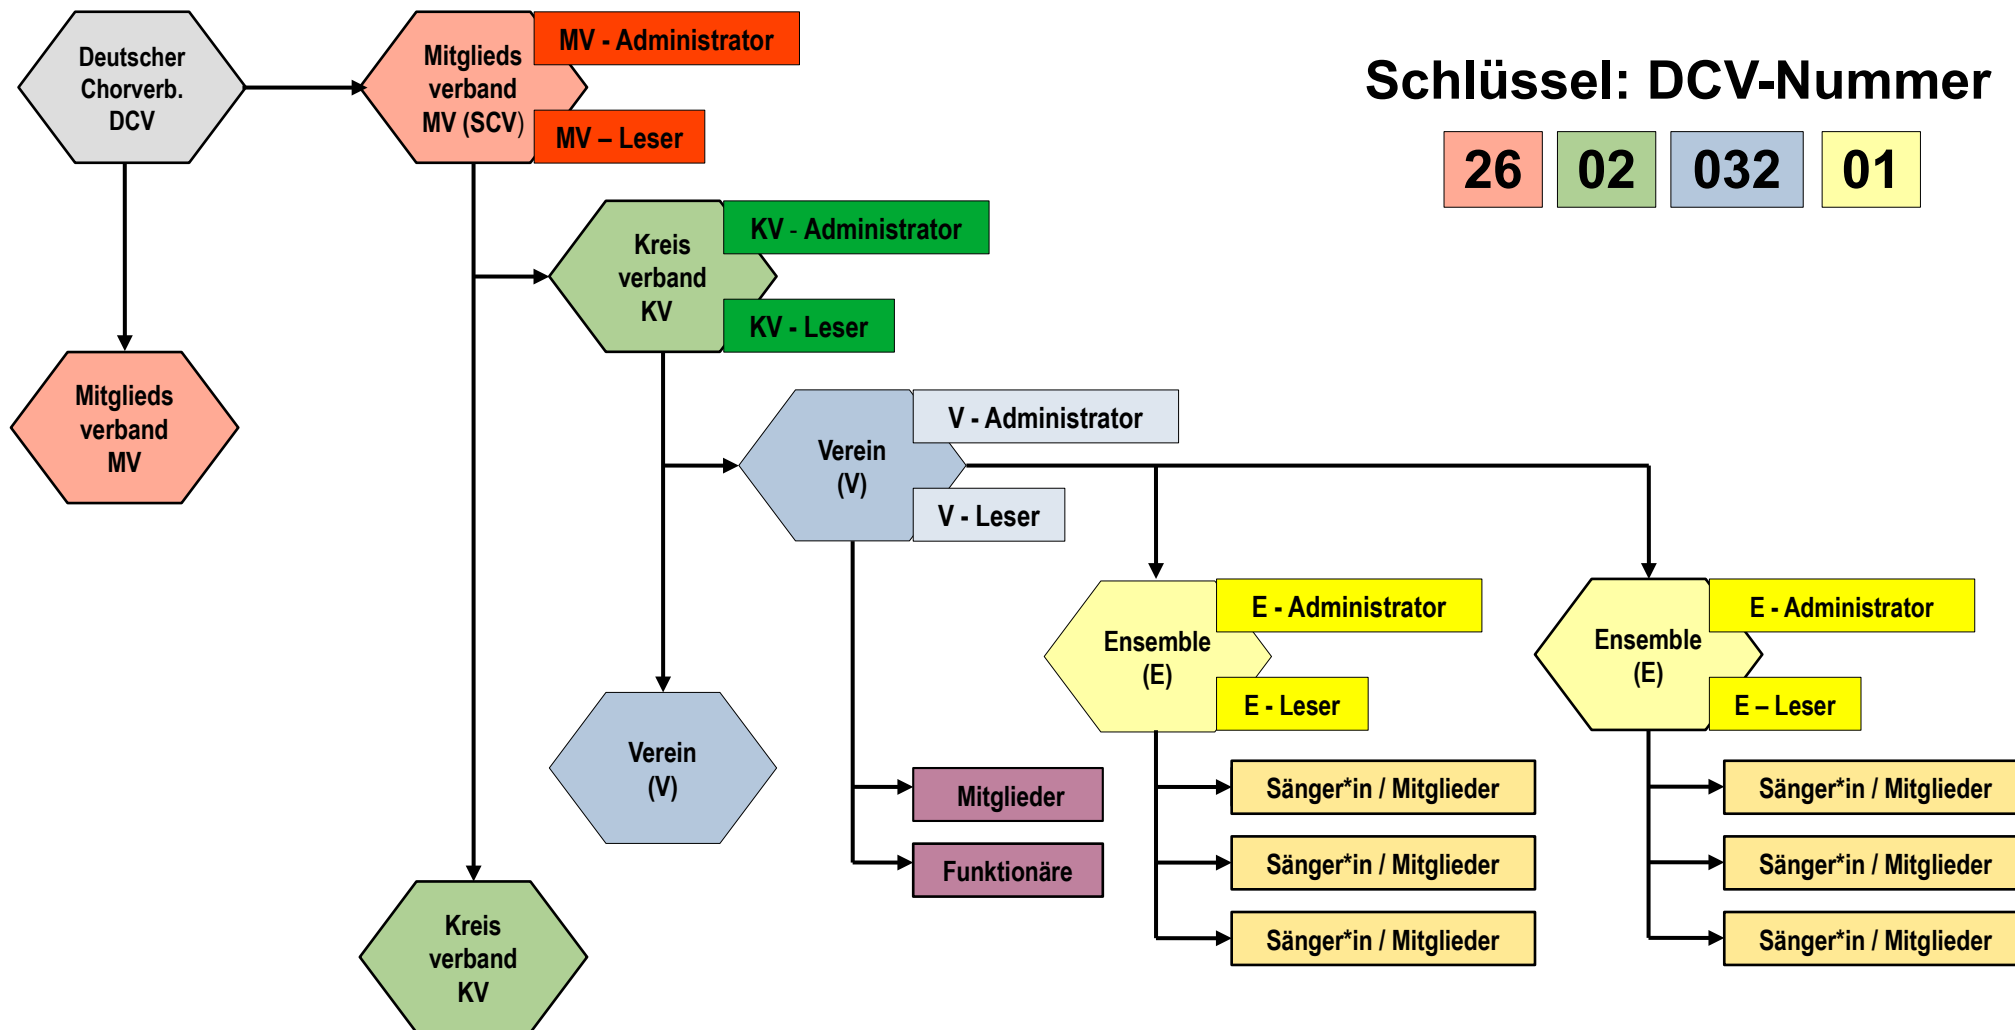 Deutscher
Chorverb.
DCV
Mitglieds
verband
MV (SCV)
MV - Administrator
MV – Leser
Schlüssel: DCV-Nummer
26 02 032 01
Kreis
verband
KV
KV - Administrator
KV - Leser
Mitglieds
verband
MV
Verein
(V)
V - Administrator
V - Leser
Ensemble
(E)
E - Administrator
E - Leser
Ensemble
(E)
E - Administrator
E – Leser
Verein
(V)
Mitglieder
Funktionäre
Sänger*in / Mitglieder
Sänger*in / Mitglieder
Sänger*in / Mitglieder
Sänger*in / Mitglieder
Sänger*in / Mitglieder
Sänger*in / Mitglieder
Kreis
verband
KV